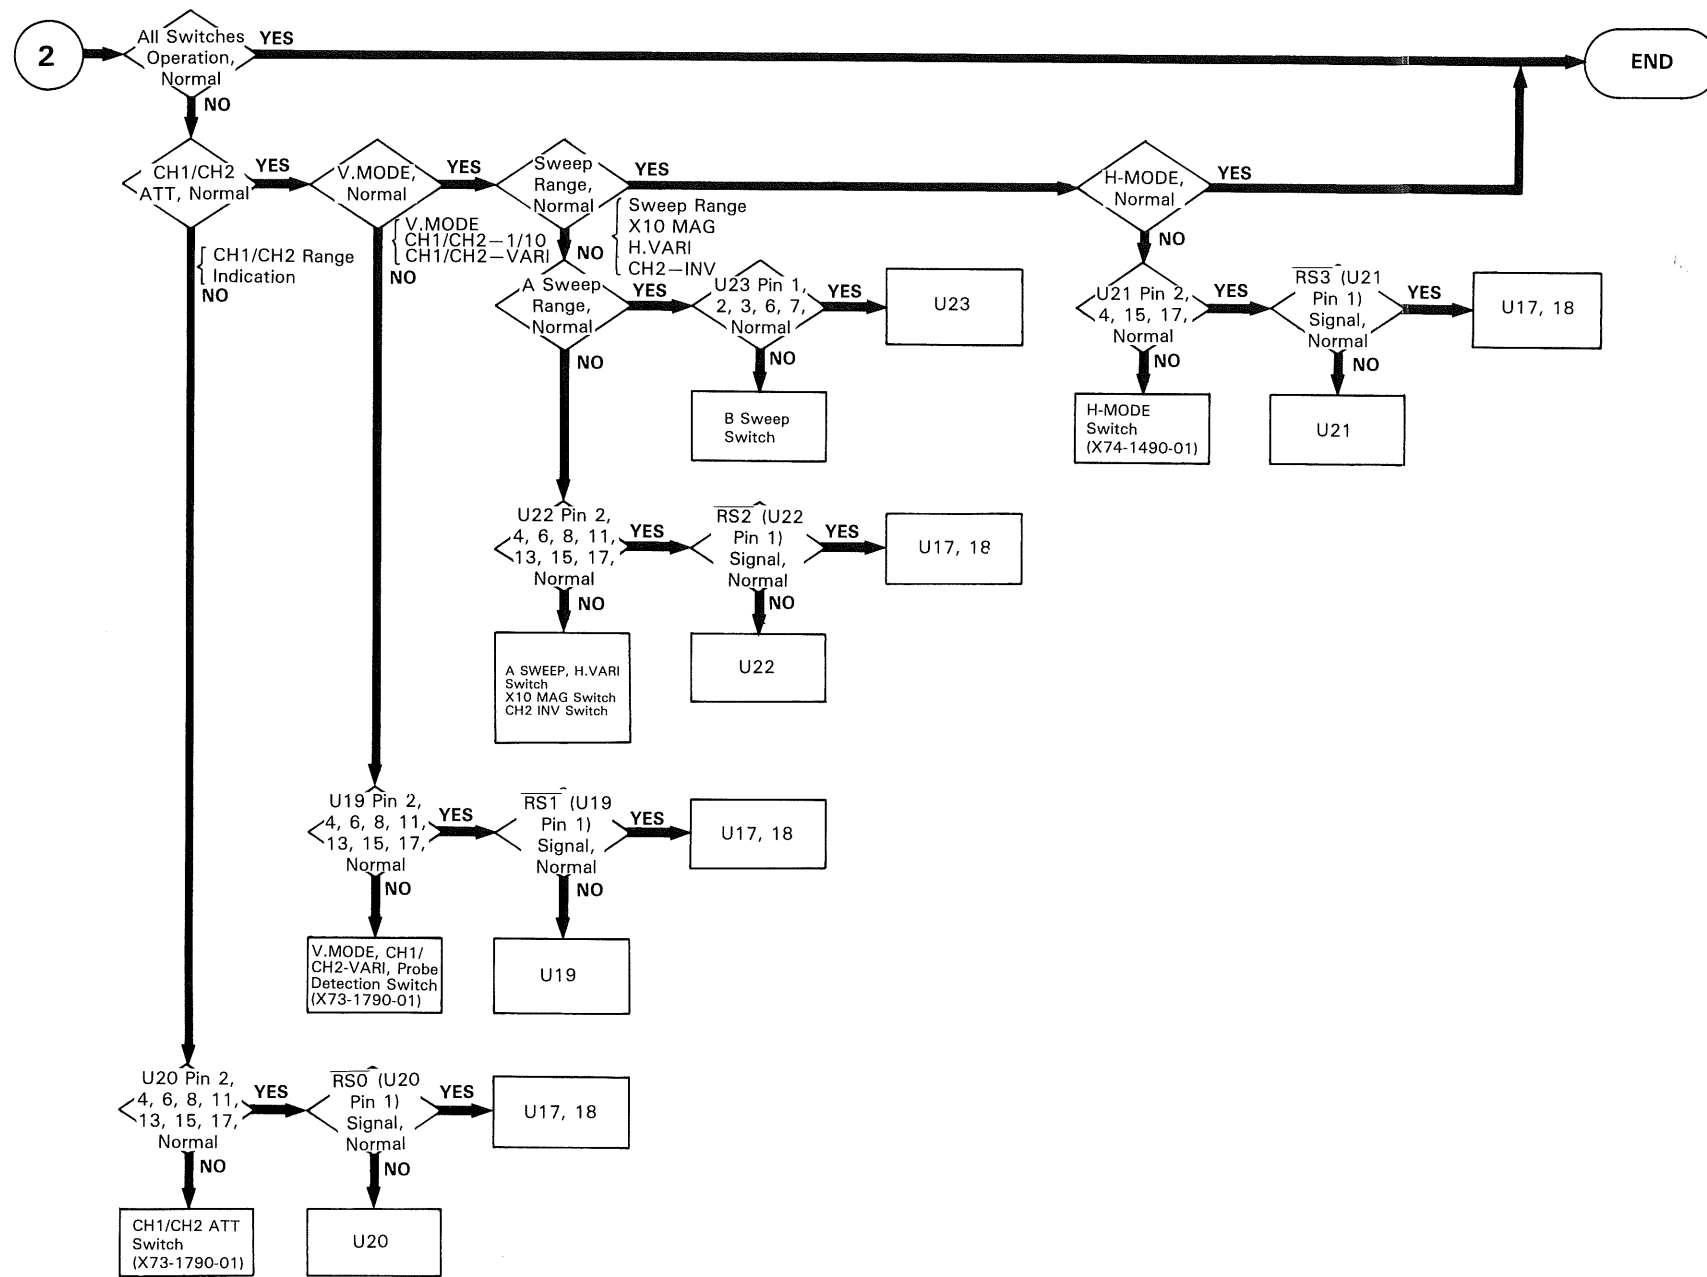 2
All Switches
Operation,
Normal
YES
NO
END
CH1/CH2
ATT, Normal
YES
CH1/CH2 Range
Indication
NO
V.MODE,
Normal
YES
V.MODE
CH1/CH2-1/10
CH1/CH2-VARI
NO
Sweep
Range,
Normal
YES
Sweep Range
X10 MAG
H.VARI
CH2-INV
NO
H-MODE,
Normal
YES
NO
A Sweep
Range,
Normal
YES
NO
U23 Pin 1,
2, 3, 6, 7,
Normal
YES
NO
U23
B Sweep
Switch
U21 Pin 2,
4, 15, 17,
Normal
YES
NO
RS3 (U21
Pin 1)
Signal,
Normal
YES
NO
U17, 18
H-MODE
Switch
(X74-1490-01)
U21
U22 Pin 2,
4, 6, 8, 11,
13, 15, 17,
Normal
YES
NO
RS2 (U22
Pin 1)
Signal,
Normal
YES
NO
U17, 18
A SWEEP, H.VARI
Switch
X10 MAG Switch
CH2 INV Switch
U22
U19 Pin 2,
4, 6, 8, 11,
13, 15, 17,
Normal
YES
NO
RS1 (U19
Pin 1)
Signal,
Normal
YES
NO
U17, 18
V.MODE, CH1/
CH2-VARI, Probe
Detection Switch
(X73-1790-01)
U19
U20 Pin 2,
4, 6, 8, 11,
13, 15, 17,
Normal
YES
NO
RS0 (U20
Pin 1)
Signal,
Normal
YES
NO
U17, 18
CH1/CH2 ATT
Switch
(X73-1790-01)
U20